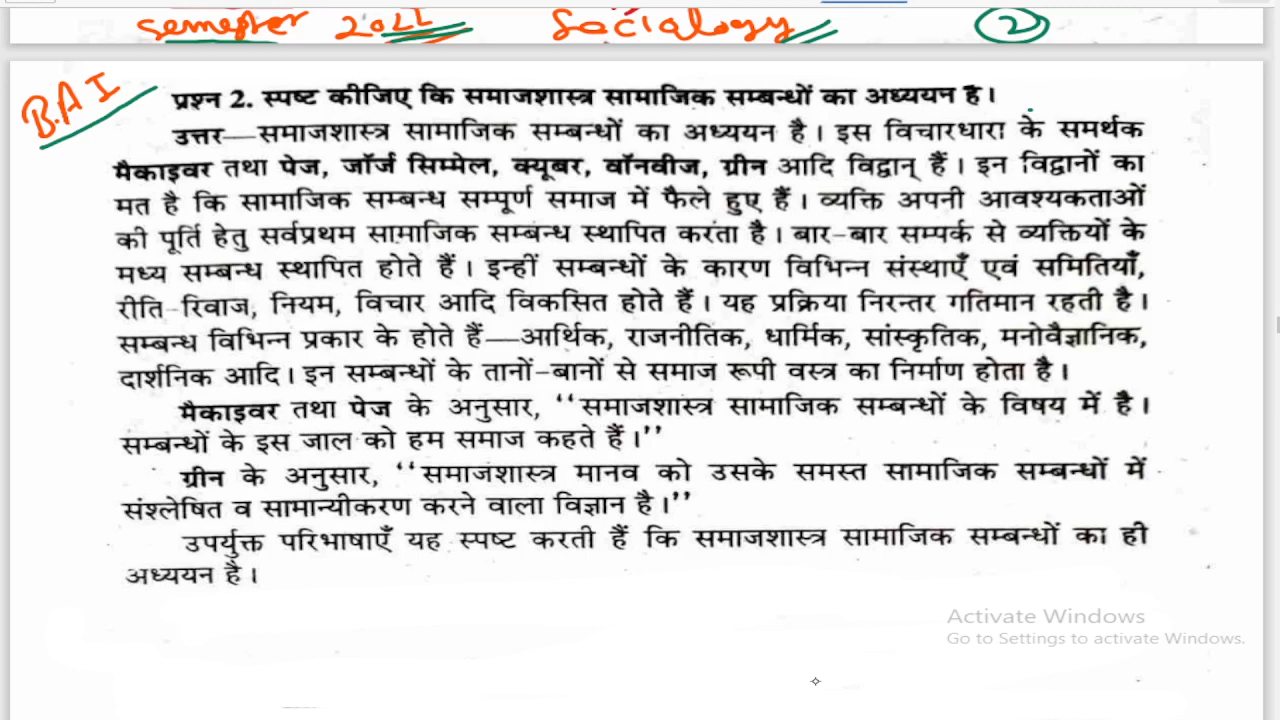 semester 2022 Socialogy 2
B.A I
प्रश्न 2. स्पष्ट कीजिए कि समाजशास्त्र सामाजिक सम्बन्धों का अध्ययन है।
उत्तर—समाजशास्त्र सामाजिक सम्बन्धों का अध्ययन है। इस विचारधारा के समर्थक
मैकाइवर तथा पेज, जॉर्ज सिम्मेल, क्यूबर, वॉनवीज, ग्रीन आदि विद्वान् हैं। इन विद्वानों का
मत है कि सामाजिक सम्बन्ध सम्पूर्ण समाज में फैले हुए हैं। व्यक्ति अपनी आवश्यकताओं
की पूर्ति हेतु सर्वप्रथम सामाजिक सम्बन्ध स्थापित करता है। बार-बार सम्पर्क से व्यक्तियों के
मध्य सम्बन्ध स्थापित होते हैं। इन्हीं सम्बन्धों के कारण विभिन्न संस्थाएँ एवं समितियाँ,
रीति-रिवाज, नियम, विचार आदि विकसित होते हैं। यह प्रक्रिया निरन्तर गतिमान रहती है।
सम्बन्ध विभिन्न प्रकार के होते हैं—आर्थिक, राजनीतिक, धार्मिक, सांस्कृतिक, मनोवैज्ञानिक,
दार्शनिक आदि। इन सम्बन्धों के तानों-बानों से समाज रूपी वस्त्र का निर्माण होता है।
मैकाइवर तथा पेज के अनुसार, ‘‘समाजशास्त्र सामाजिक सम्बन्धों के विषय में है।
सम्बन्धों के इस जाल को हम समाज कहते हैं।’’
ग्रीन के अनुसार, ‘‘समाजशास्त्र मानव को उसके समस्त सामाजिक सम्बन्धों में
संश्लेषित व सामान्यीकरण करने वाला विज्ञान है।’’
उपर्युक्त परिभाषाएँ यह स्पष्ट करती हैं कि समाजशास्त्र सामाजिक सम्बन्धों का ही
अध्ययन है।
Activate Windows
Go to Settings to activate Windows.